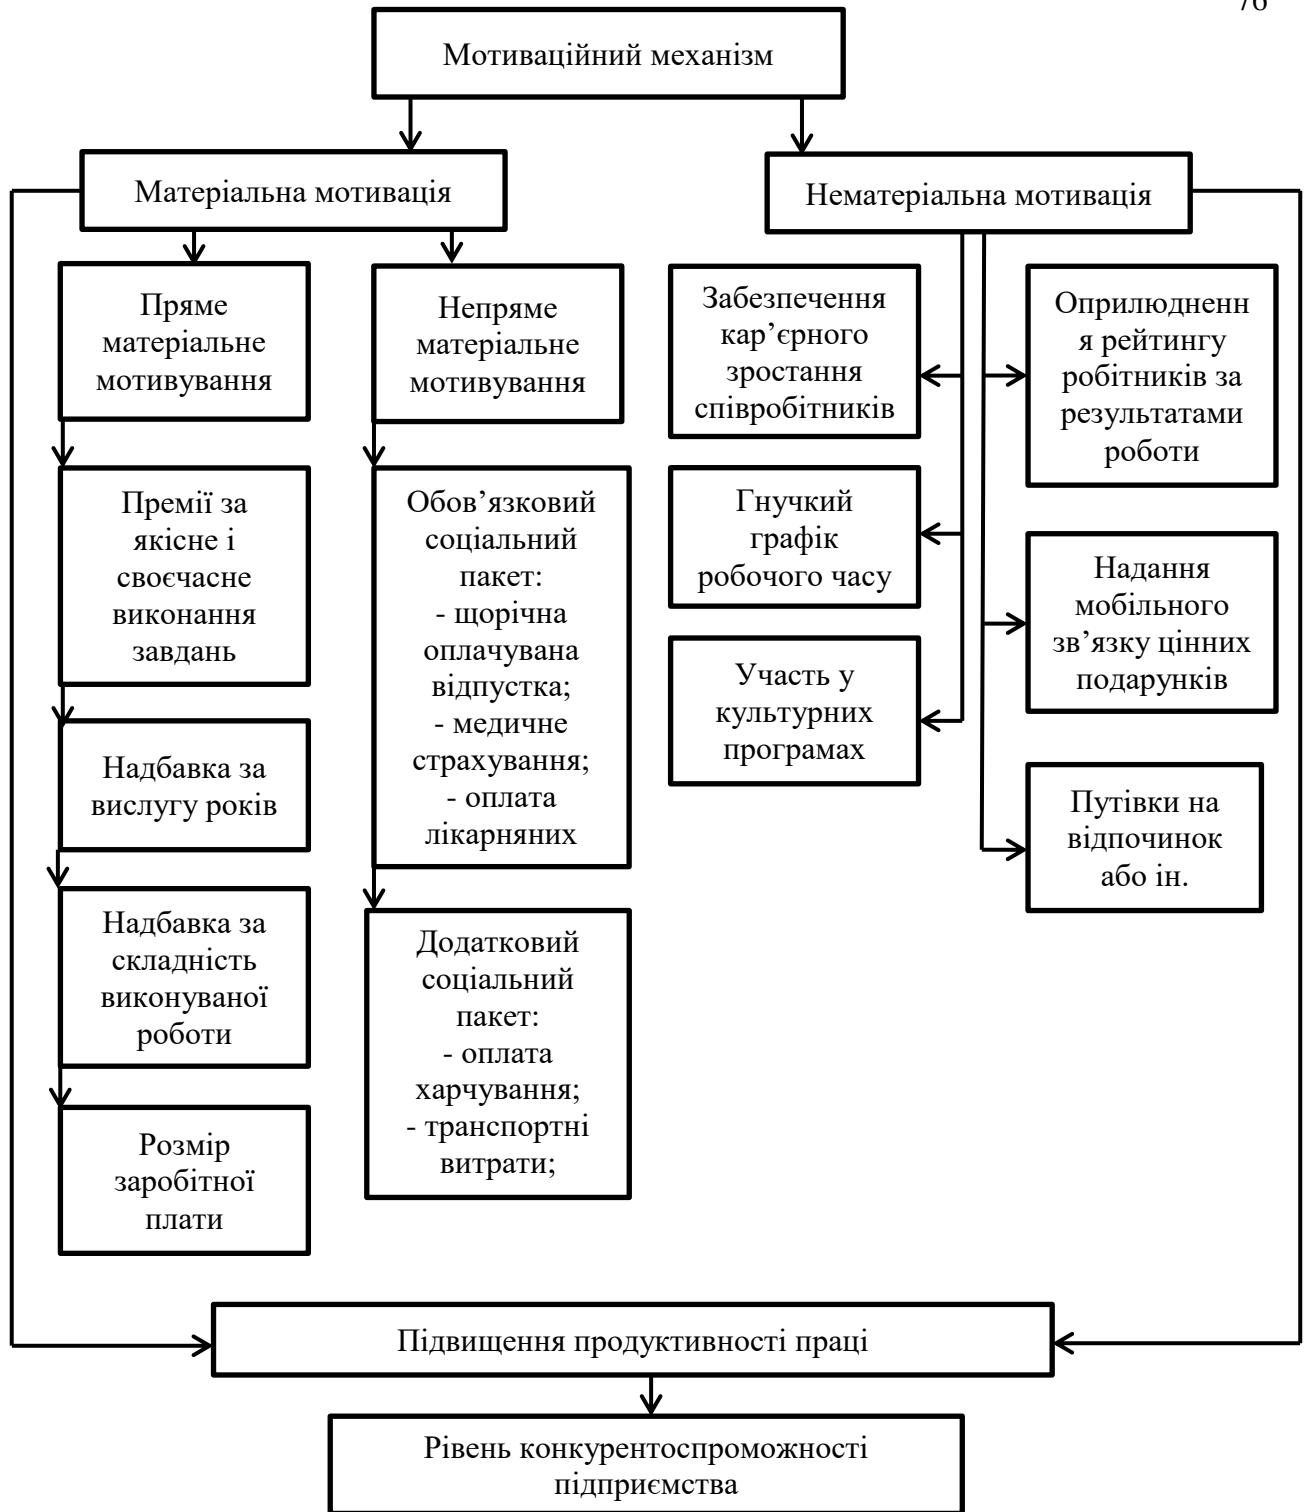 76
Мотиваційний механізм
Матеріальна мотивація
Нематеріальна мотивація
Пряме
матеріальне
мотивування
Непряме
матеріальне
мотивування
Забезпечення
кар’єрного
зростання
співробітників
Оприлюдненн
я рейтингу
робітників за
результатами
роботи
Премії за
якісне і
своєчасне
виконання
завдань
Обов’язковий
соціальний
пакет:
- щорічна
оплачувана
відпустка;
- медичне
страхування;
- оплата
лікарняних
Гнучкий
графік
робочого часу
Надання
мобільного
зв’язку цінних
подарунків
Участь у
культурних
програмах
Надбавка за
вислугу років
Путівки на
відпочинок
або ін.
Надбавка за
складність
виконуваної
роботи
Додатковий
соціальний
пакет:
- оплата
харчування;
- транспортні
витрати;
Розмір
заробітної
плати
Підвищення продуктивності праці
Рівень конкурентоспроможності
підприємства